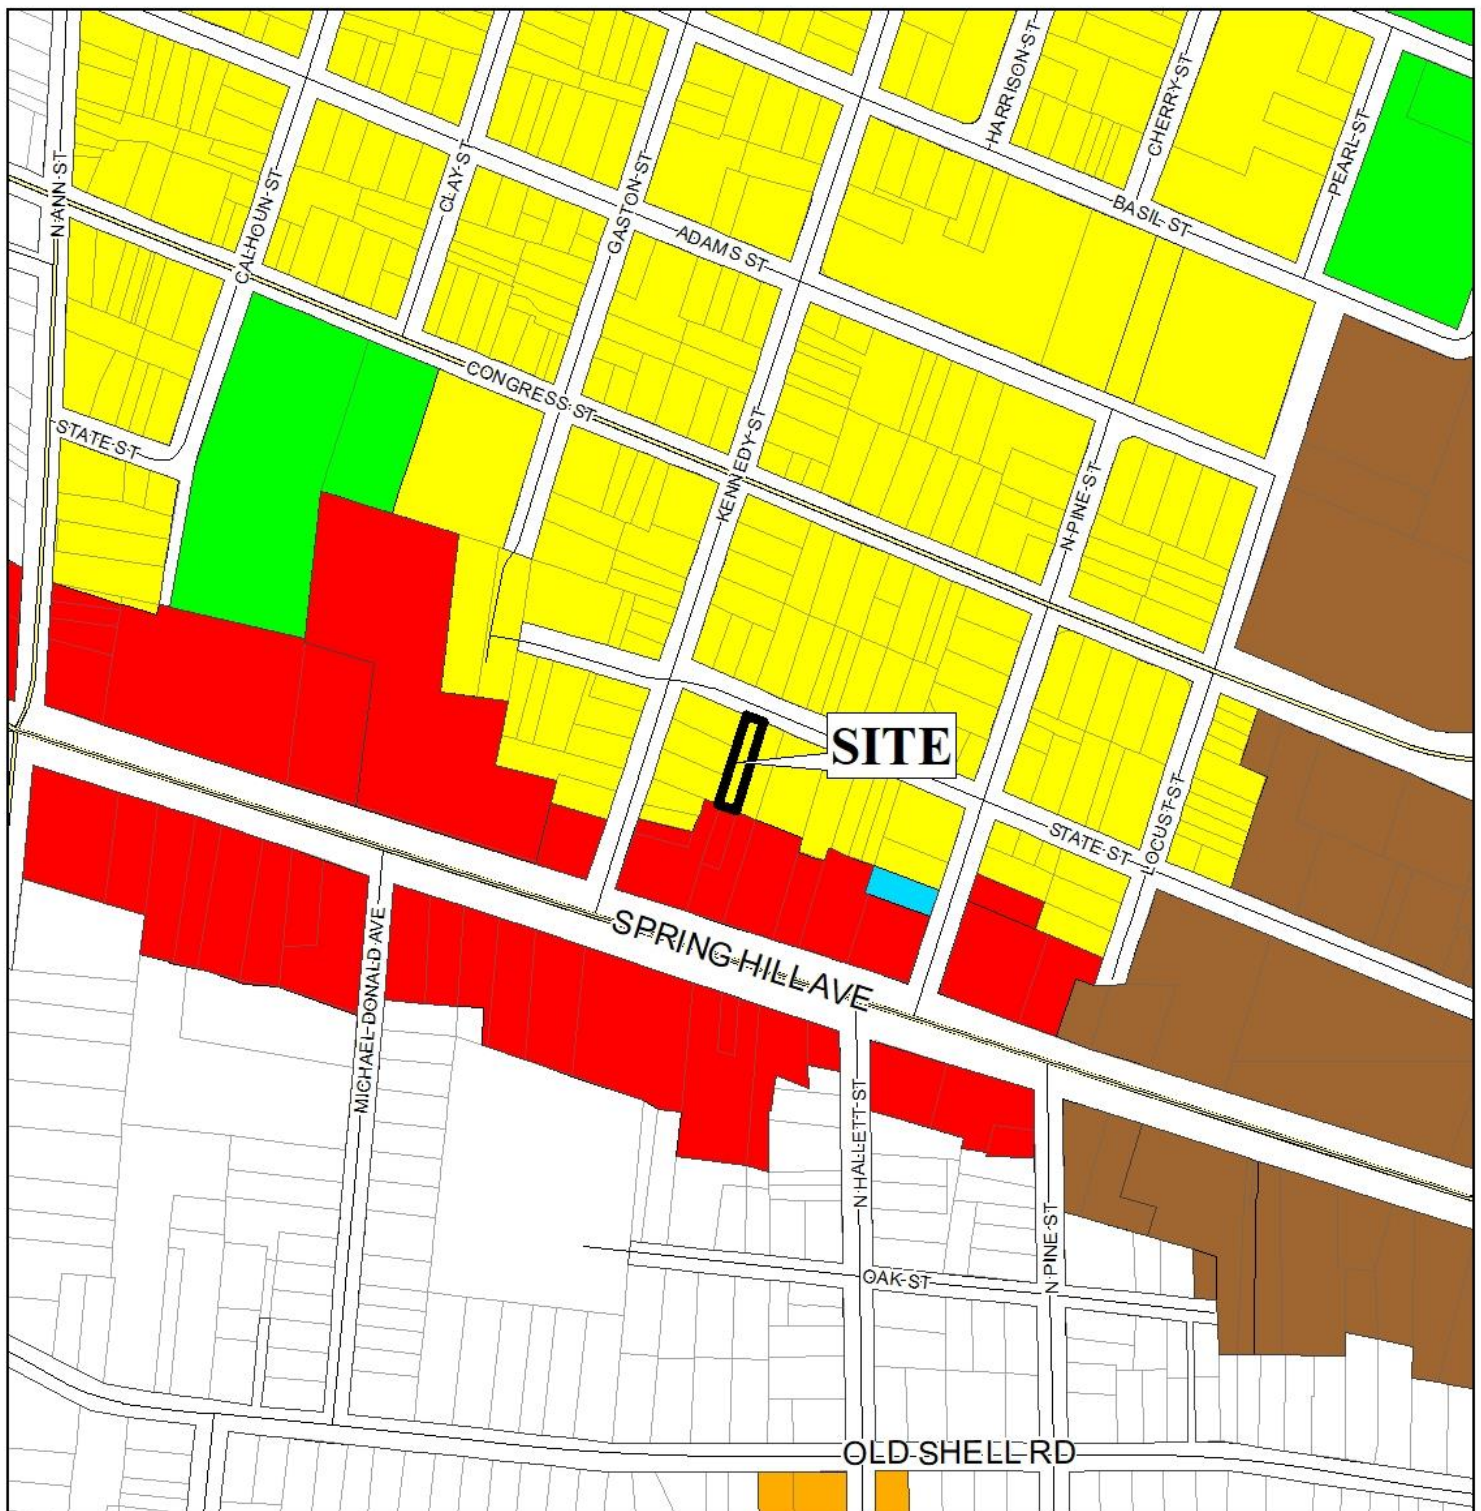 HARRISON ST
CHERRY ST
PEARL ST
N ANN ST
CALHOUN ST
CLAY ST
GASTON ST
ADAMS ST
BASIL ST
CONGRESS ST
STATE ST
KENNEDY ST
N PINE ST
SITE
LOCUST ST
STATE ST
SPRING HILL AVE
MICHAEL DONALD AVE
N HALLETT ST
N PINE ST
OAK ST
OLD SHELL RD